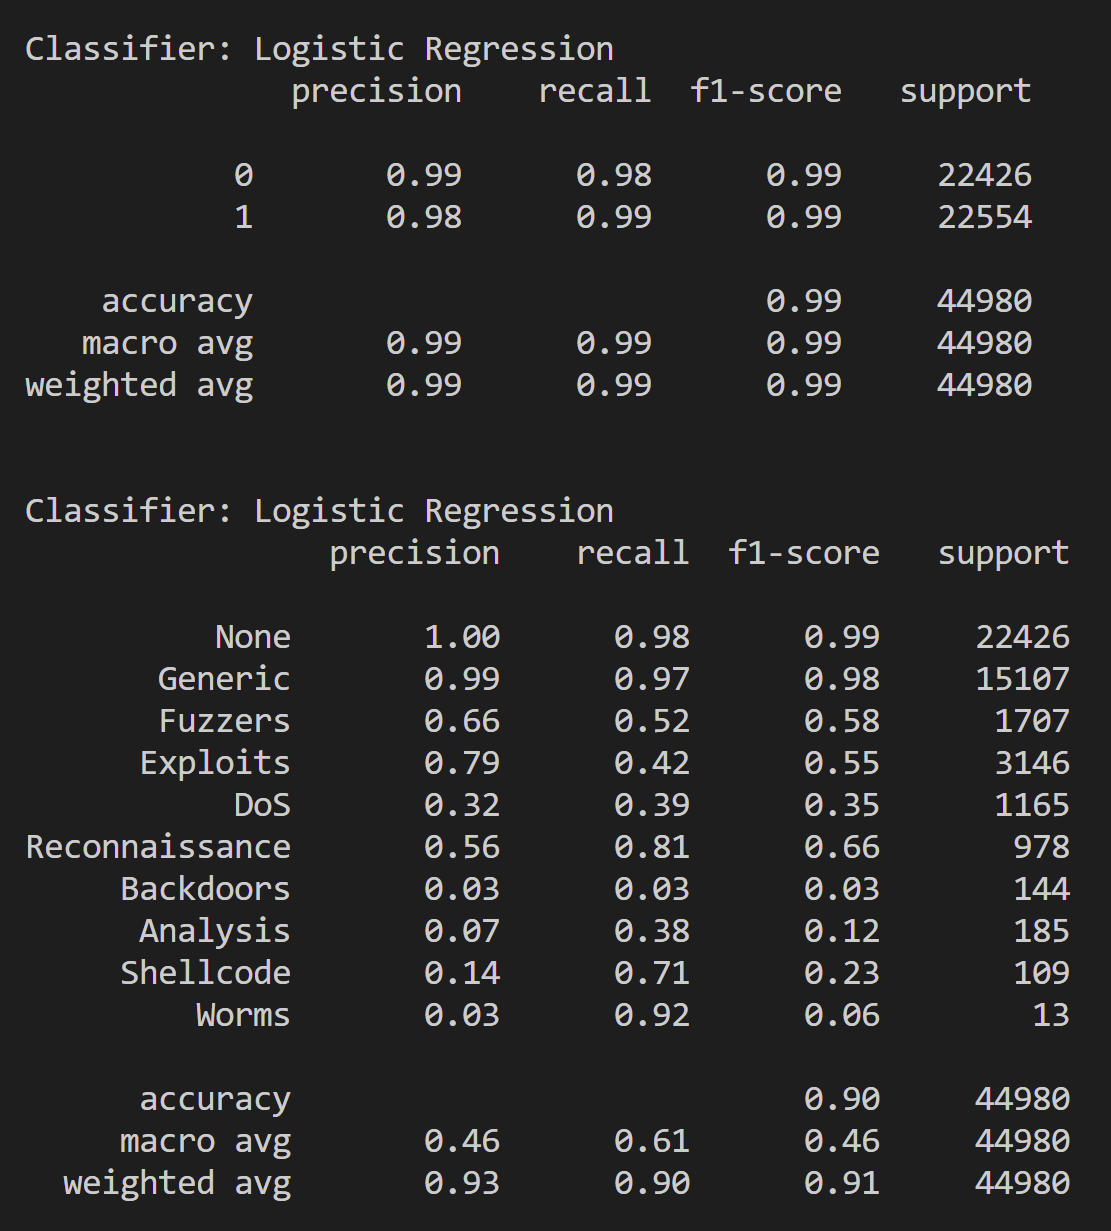 Classifier: Logistic Regression
precision recall f1-score support
0 0.99 0.98 0.99 22426
1 0.98 0.99 0.99 22554
accuracy 0.99 44980
macro avg 0.99 0.99 0.99 44980
weighted avg 0.99 0.99 0.99 44980
Classifier: Logistic Regression
precision recall f1-score support
None 1.00 0.98 0.99 22426
Generic 0.99 0.97 0.98 15107
Fuzzers 0.66 0.52 0.58 1707
Exploits 0.79 0.42 0.55 3146
DoS 0.32 0.39 0.35 1165
Reconnaissance 0.56 0.81 0.66 978
Backdoors 0.03 0.03 0.03 144
Analysis 0.07 0.38 0.12 185
Shellcode 0.14 0.71 0.23 109
Worms 0.03 0.92 0.06 13
accuracy 0.90 44980
macro avg 0.46 0.61 0.46 44980
weighted avg 0.93 0.90 0.91 44980